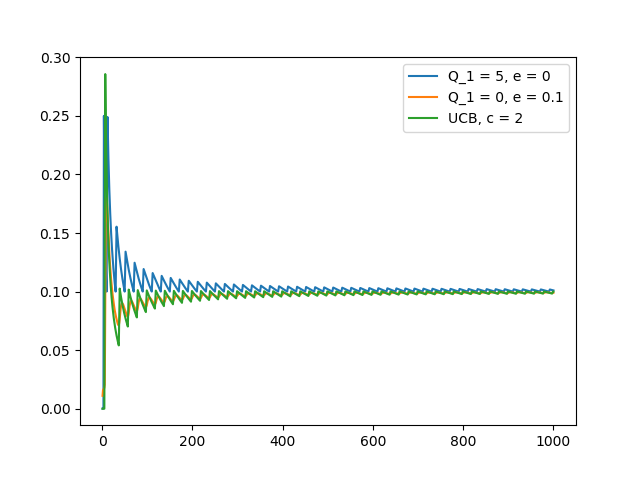 0.30
0.25
0.20
0.15
0.10
0.05
0.00
Q_1 = 5, e = 0
Q_1 = 0, e = 0.1
UCB, c = 2
0 200 400 600 800 1000